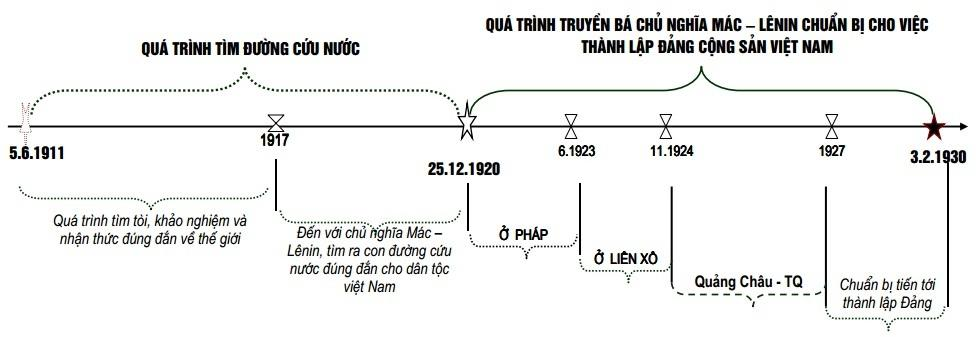 QUÁ TRÌNH TÌM ĐƯỜNG CỨU NƯỚC
QUÁ TRÌNH TRUYỀN BÁ CHỦ NGHĨA MÁC – LÊNIN CHUẨN BỊ CHO VIỆC
THÀNH LẬP ĐẢNG CỘNG SẢN VIỆT NAM
5.6.1911
1917
25.12.1920
6.1923
11.1924
1927
3.2.1930
Quá trình tìm tòi, khảo nghiệm và
nhận thức đúng đắn về thế giới
Đến với chủ nghĩa Mác –
Lênin, tìm ra con đường cứu
nước đúng đắn cho dân tộc
việt Nam
Ở PHÁP
Ở LIÊN XÔ
Quảng Châu - TQ
Chuẩn bị tiến tới
thành lập Đảng